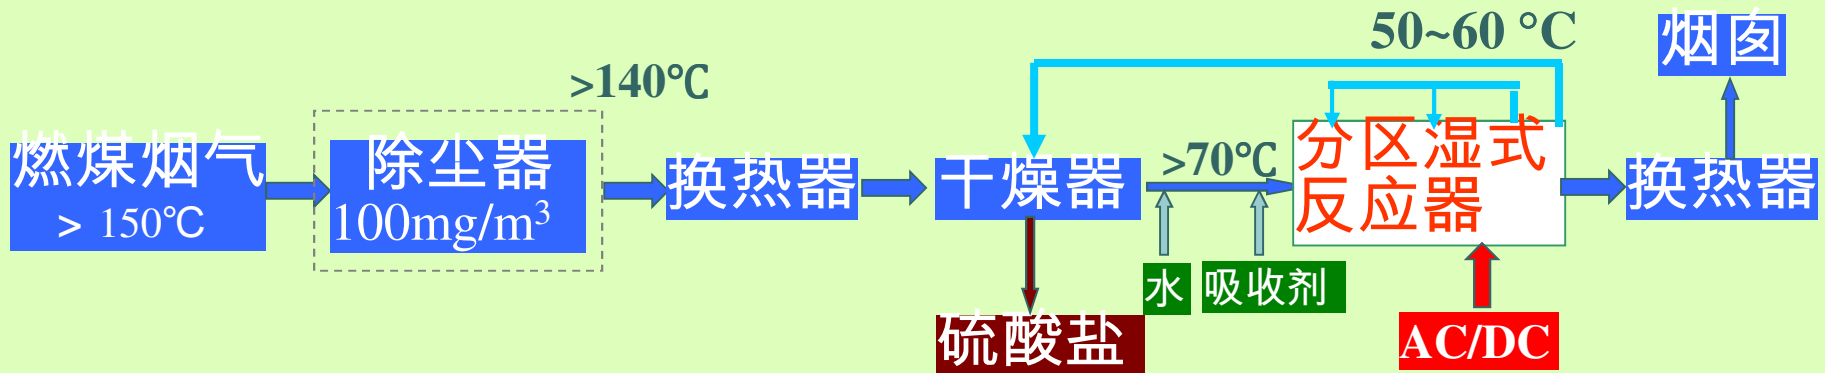 50~60 °C
烟囱
>140℃
燃煤烟气
> 150℃
除尘器
100mg/m³
换热器
干燥器
>70℃
分区湿式
反应器
换热器
水
吸收剂
硫酸盐
AC/DC